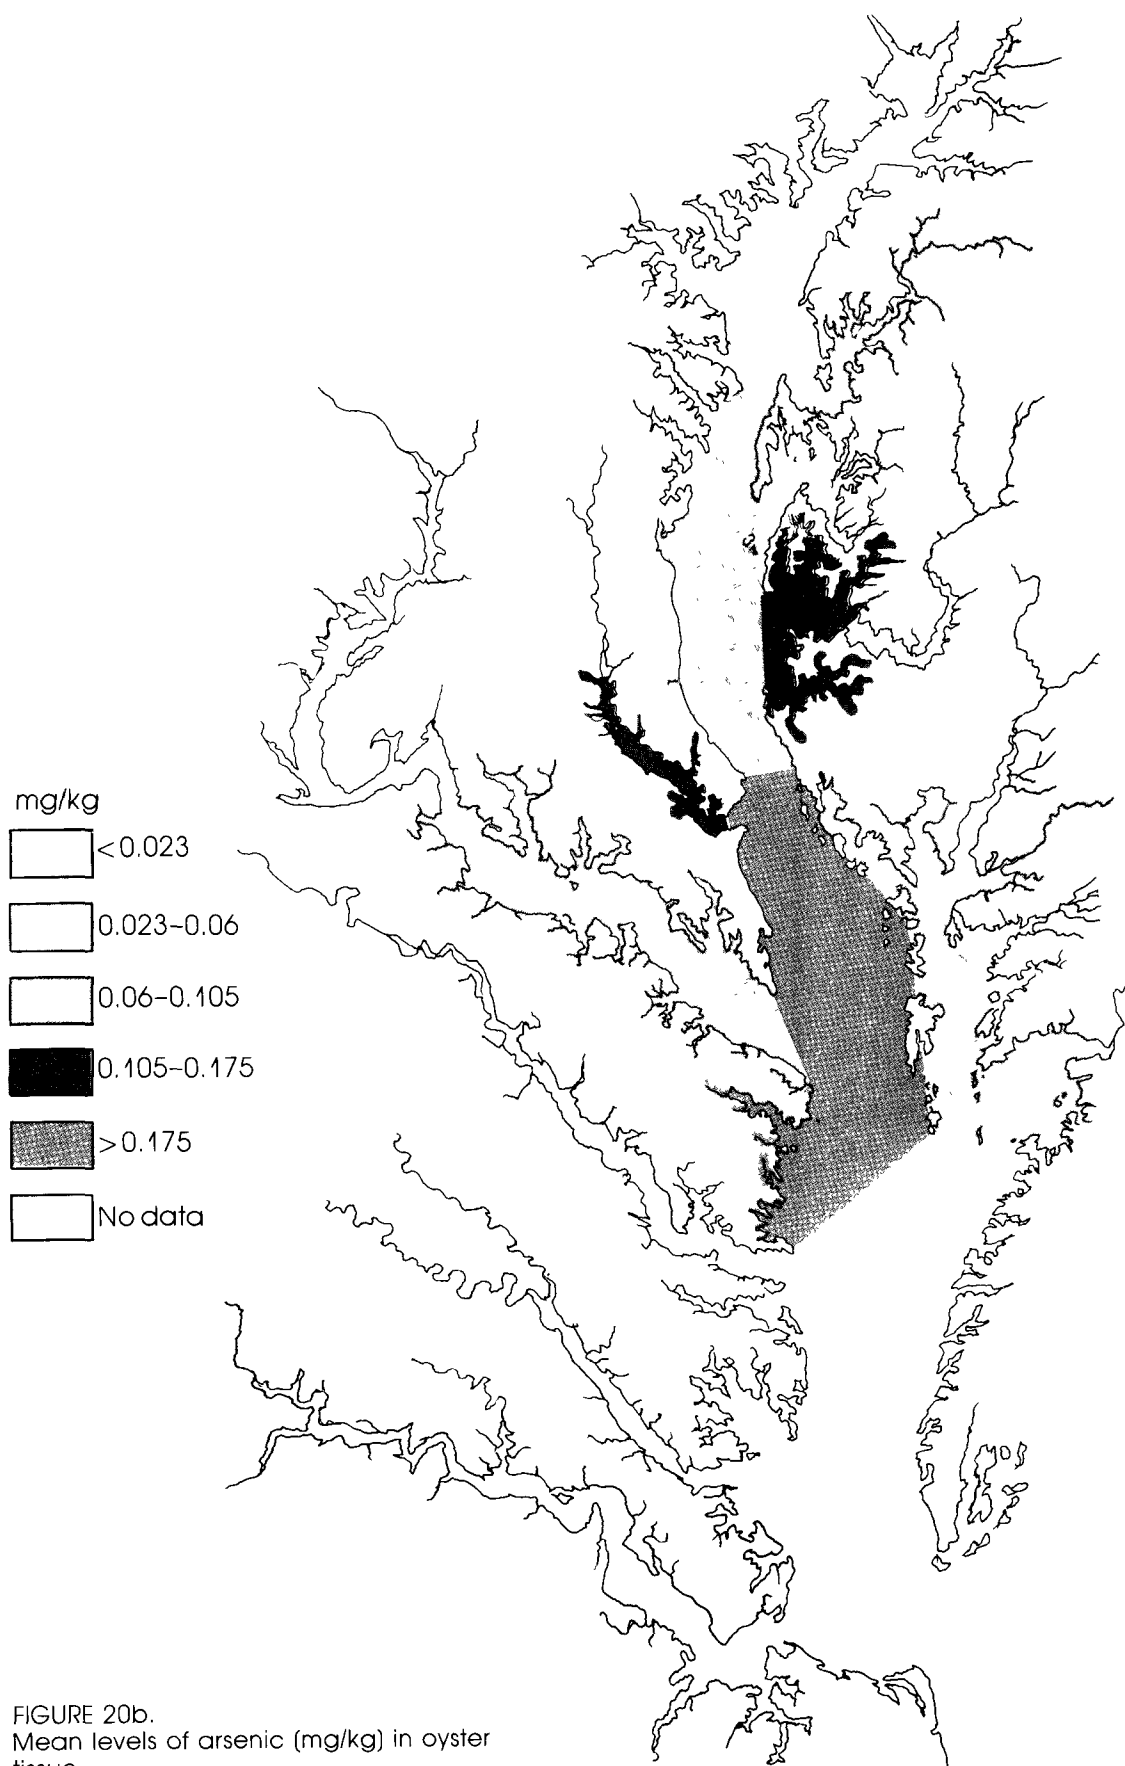 mg/kg
<0.023
0.023-0.06
0.06-0.105
0.105-0.175
>0.175
No data
FIGURE 20b.
Mean levels of arsenic (mg/kg) in oyster
tissue